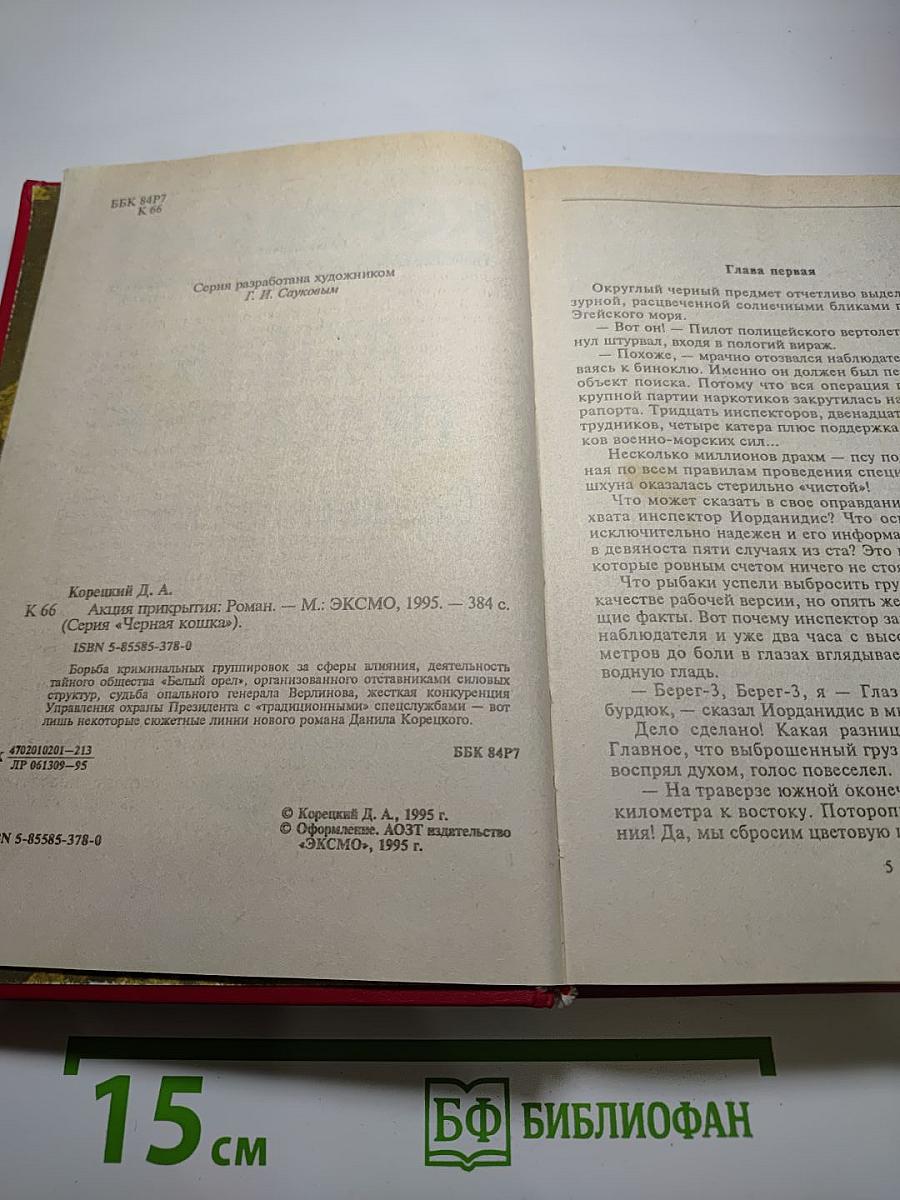 ББК 84Р7
К 66
Серия разработана художником
Г. И. Сауковым
Корецкий Д. А.
К 66 Акция прикрытия: Роман. — М.: ЭКСМО, 1995. — 384 с.
(Серия «Черная кошка»).
ISBN 5-85585-378-0
Борьба криминальных группировок за сферы влияния, деятельность
тайного общества «Белый орел», организованного отставниками силовых
структур, судьба опального генерала Верлинова, жесткая конкуренция
Управления охраны Президента с «традиционными» спецслужбами — вот
лишь некоторые сюжетные линии нового романа Данила Корецкого.
4702010201—213
ЛР 061309—95
ББК 84Р7
© Корецкий Д. А., 1995 г.
© Оформление. АОЗТ издательство
«ЭКСМО», 1995 г.
N 5-85585-378-0
Глава первая
Округлый черный предмет отчетливо выдел
зурной, расцвеченной солнечными бликами п
Эгейского моря.
— Вот он! — Пилот полицейского вертолет
нул штурвал, входя в пологий вираж.
— Похоже, — мрачно отозвался наблюдате
ваясь к биноклю. Именно он должен был пе
объект поиска. Потому что вся операция п
крупной партии наркотиков закрутилась на
рапорта. Тридцать инспекторов, двенадцат
трудников, четыре катера плюс поддержка
ков военно-морских сил...
Несколько миллионов драхм — псу по
ная по всем правилам проведения специ
шхуна оказалась стерильно «чистой»!
Что может сказать в свое оправдани
хвата инспектор Иорданидис? Что ос
исключительно надежен и его информа
в девяноста пяти случаях из ста? Это
которые ровным счетом ничего не стоя
Что рыбаки успели выбросить гру
качестве рабочей версии, но опять же
щие факты. Вот почему инспектор за
наблюдателя и уже два часа с высо
метров до боли в глазах вглядывае
водную гладь.
— Берег-3, Берег-3, я — Глаз
бурдюк, — сказал Иорданидис в ми
Дело сделано! Какая разниц
Главное, что выброшенный груз
воспрял духом, голос повеселел.
— На траверзе южной оконеч
километра к востоку. Потороп
ния! Да, мы сбросим цветовую
5
15 см
БФ БИБЛИОФАН